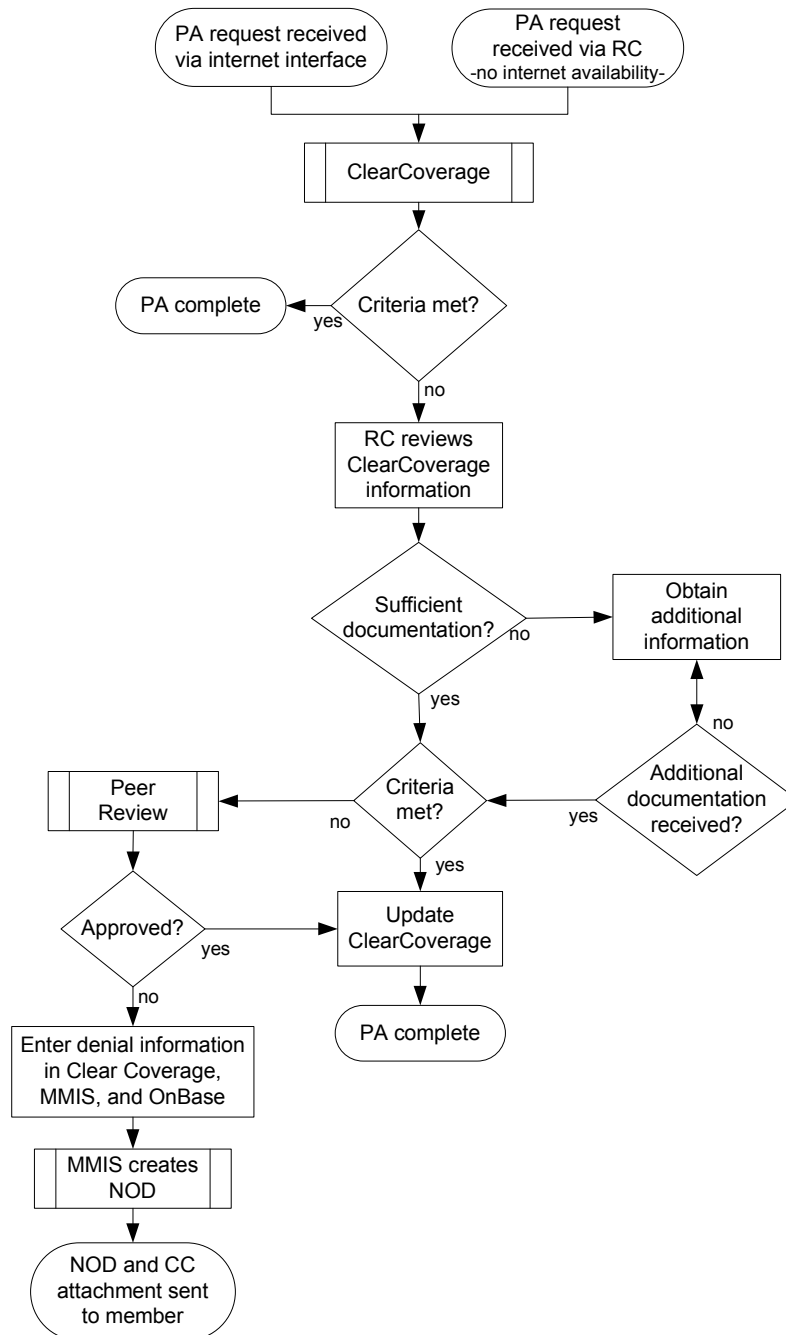 PA request received
via internet interface
PA request
received via RC
-no internet availability-
ClearCoverage
Criteria met?
yes
PA complete
no
RC reviews
ClearCoverage
information
Sufficient
documentation?
no
Obtain
additional
information
yes
no
Additional
documentation
received?
yes
Criteria
met?
no
Peer
Review
yes
Approved?
yes
Update
ClearCoverage
no
PA complete
Enter denial information
in Clear Coverage,
MMIS, and OnBase
MMIS creates
NOD
NOD and CC
attachment sent
to member